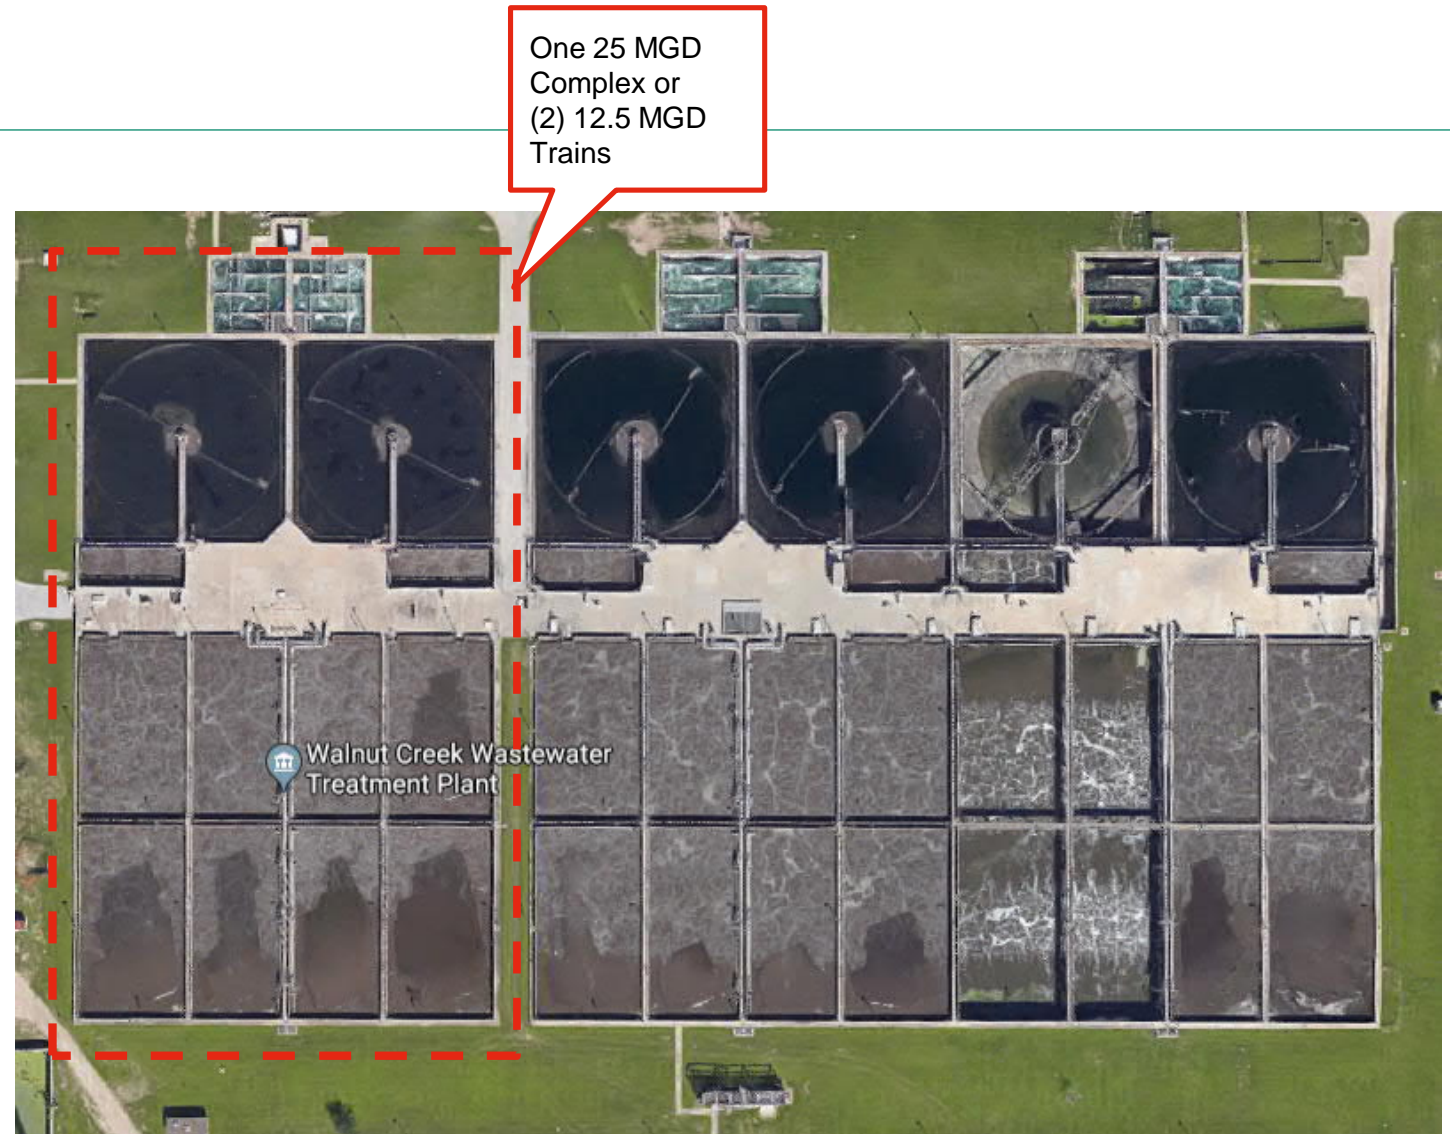 One 25 MGD
Complex or
(2) 12.5 MGD
Trains
Walnut Creek Wastewater
Treatment Plant